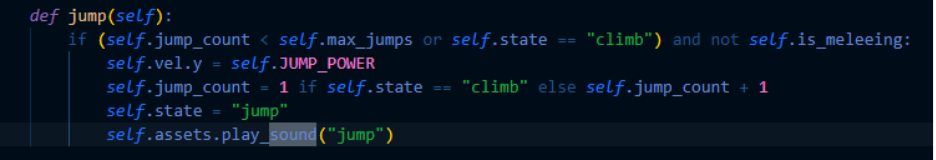 def jump(self):
if (self.jump_count < self.max_jumps or self.state == "climb") and not self.is_meleeing:
self.vel.y = self.JUMP_POWER
self.jump_count = 1 if self.state == "climb" else self.jump_count + 1
self.state = "jump"
self.assets.play_sound("jump")